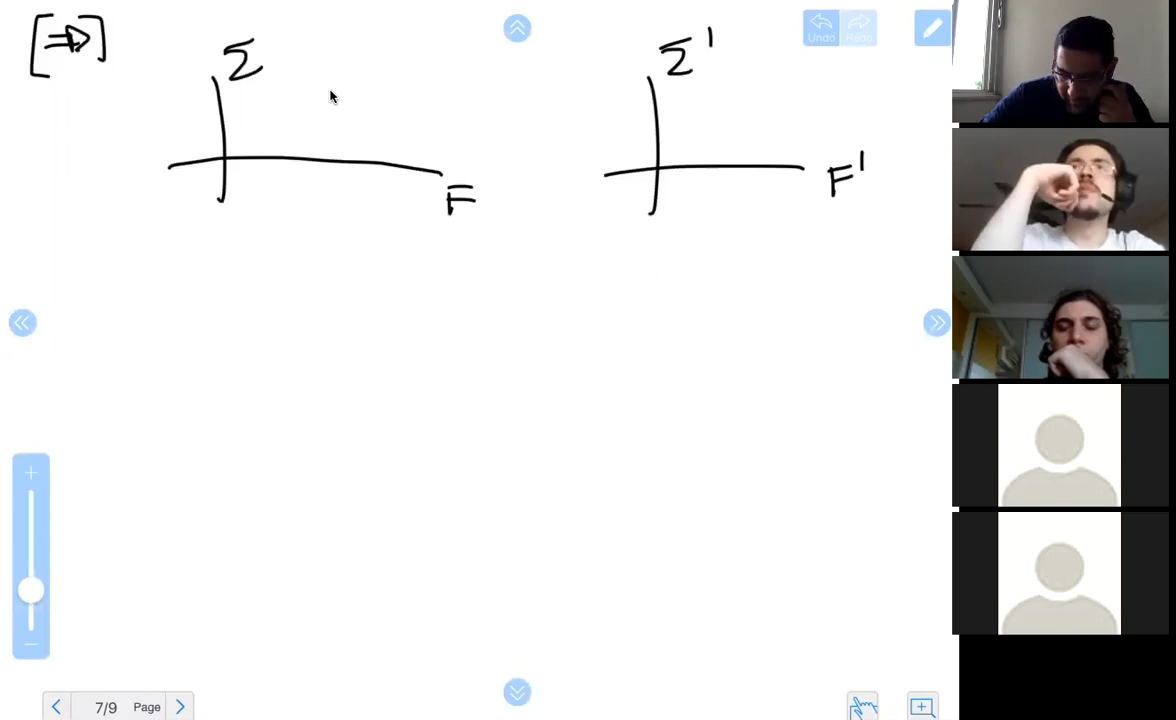 [⇒]
Σ
Σ'
F
F'
Undo
Redo
7/9 Page